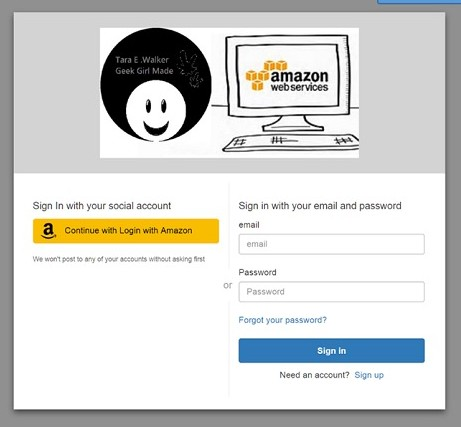 Tara E .Walker
Geek Girl Made
amazon
webservices
Sign In with your social account
a Continue with Login with Amazon
We won't post to any of your accounts without asking first
or
Sign in with your email and password
email
email
Password
Password
Forgot your password?
Sign in
Need an account? Sign up